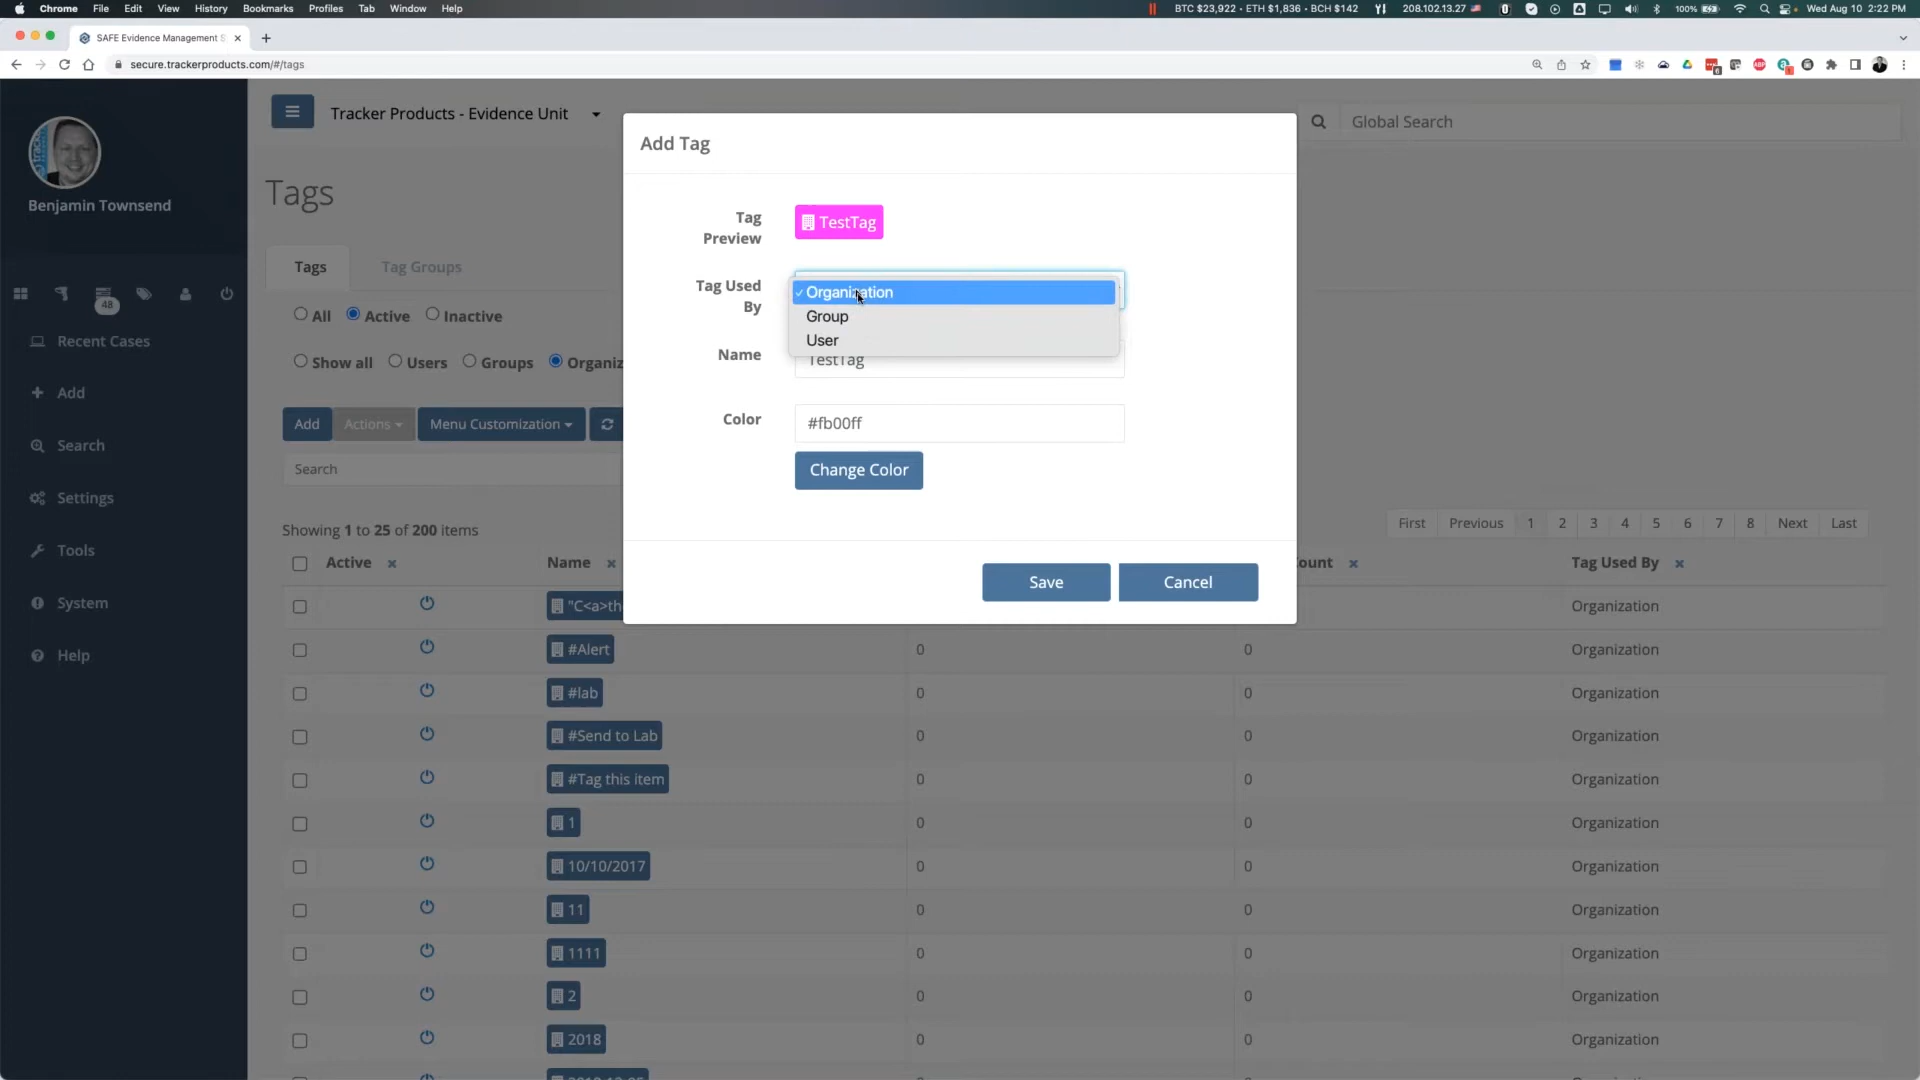 Chrome File Edit View History Bookmarks Profiles Tab Window Help BTC $23,922 • ETH $1,836 • BCH $142 208.102.13.27 100% Wed Aug 10 2:22 PM
SAFE Evidence Management S
secure.trackerproducts.com/#/tags
Tracker Products - Evidence Unit
Global Search
Benjamin Townsend
48
Recent Cases
Add
Search
Settings
Tools
System
Help
Tags
Tags Tag Groups
All Active Inactive
Show all Users Groups Organiz
Add Actions Menu Customization
Search
Showing 1 to 25 of 200 items
First Previous 1 2 3 4 5 6 7 8 Next Last
Add Tag
Tag Preview
TestTag
Tag Used By
Organization
Group
User
Name
TestTag
Color
#fb00ff
Change Color
Save Cancel
Active Name ount Tag Used By
"C<a>th Organization
#Alert 0 0 Organization
#lab 0 0 Organization
#Send to Lab 0 0 Organization
#Tag this item 0 0 Organization
1 0 0 Organization
10/10/2017 0 0 Organization
11 0 0 Organization
1111 0 0 Organization
2 0 0 Organization
2018 0 0 Organization